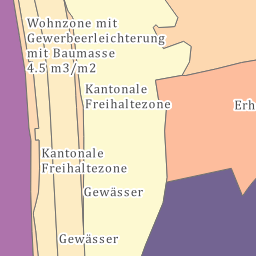 Wohnzone mit
Gewerbeerleichterung
mit Baumasse
4.5 m3/m2
Kantonale
Freihaltezone
Erh
Kantonale
Freihaltezone
Gewässer
Gewässer